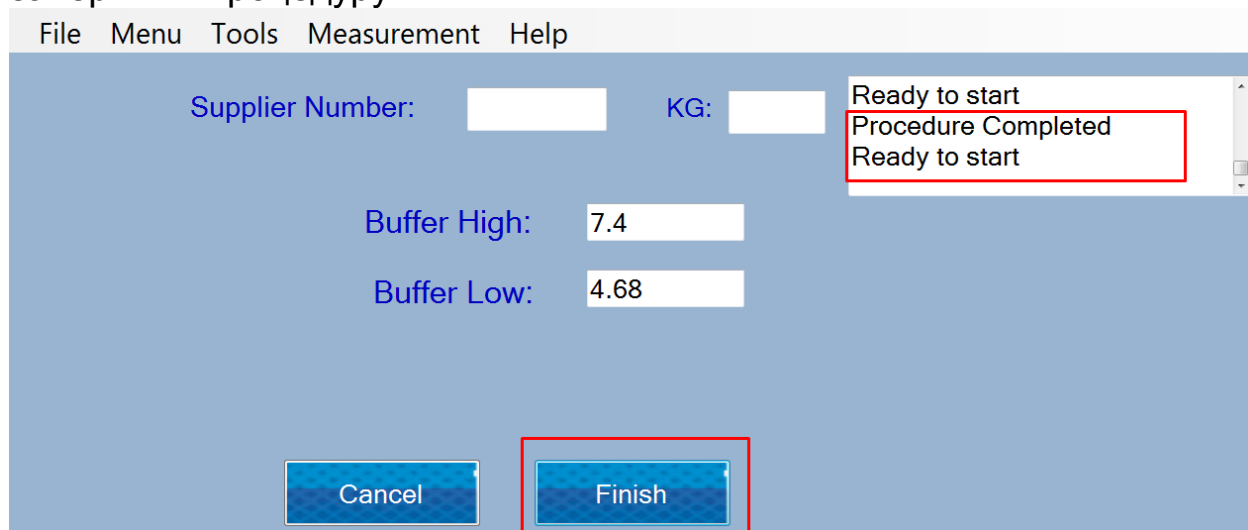 File Menu Tools Measurement Help
Supplier Number:
KG:
Ready to start
Procedure Completed
Ready to start
Buffer High: 7.4
Buffer Low: 4.68
Cancel
Finish